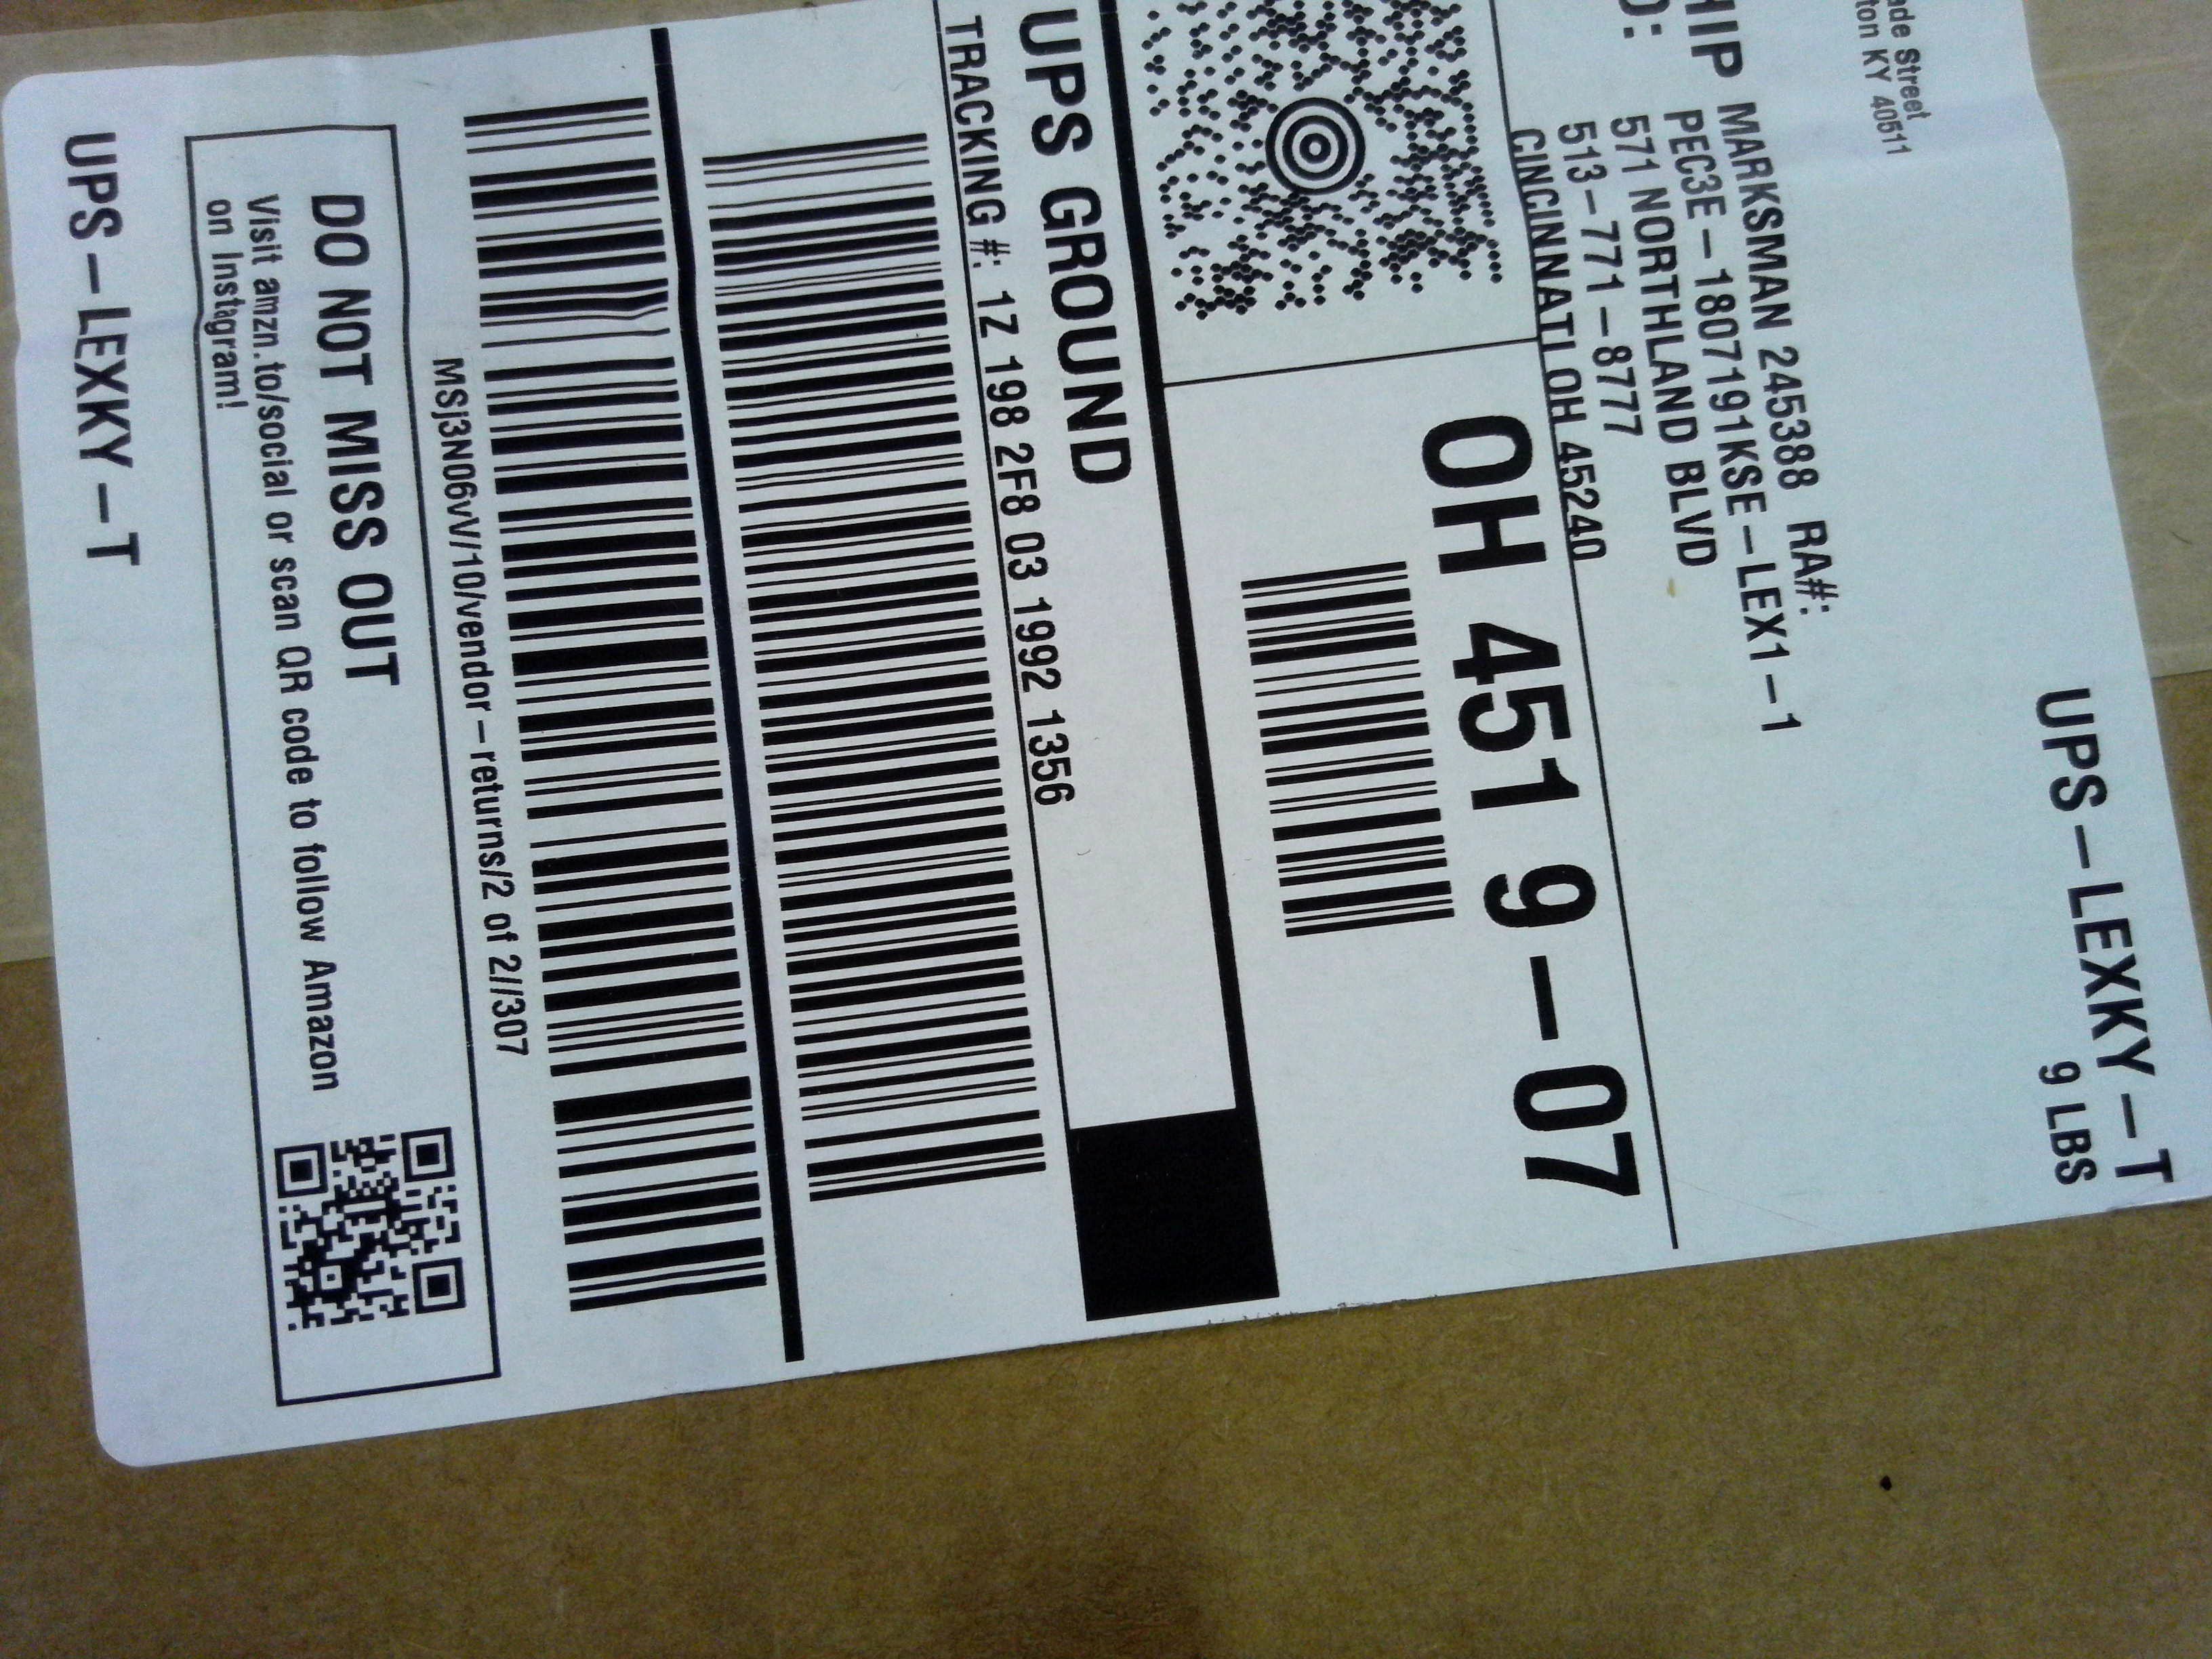 UPS-LEXKY-T
9 LBS
ade Street
ton KY 40511
HIP MARKSMAN 245388 RA#:
PEC3E-1807191KSE-LEX1-1
571 NORTHLAND BLVD
513-771-8777
CINCINNATI OH 45240
OH 451 9-07
UPS GROUND
TRACKING #: 1Z 198 2F8 03 1992 1356
MSj3N06vV/10/vendor-returns/2 of 2//307
DO NOT MISS OUT
Visit amzn.to/social or scan QR code to follow Amazon
on Instagram!
UPS-LEXKY-T